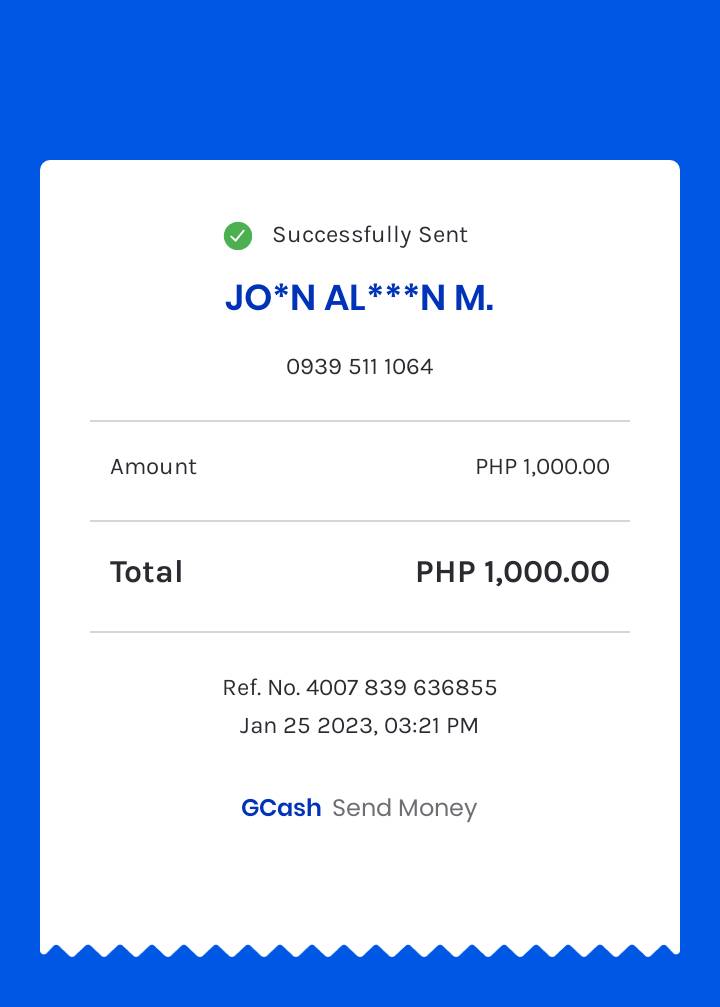 Successfully Sent
JO*N AL***N M.
0939 511 1064
Amount PHP 1,000.00
Total PHP 1,000.00
Ref. No. 4007 839 636855
Jan 25 2023, 03:21 PM
GCash Send Money